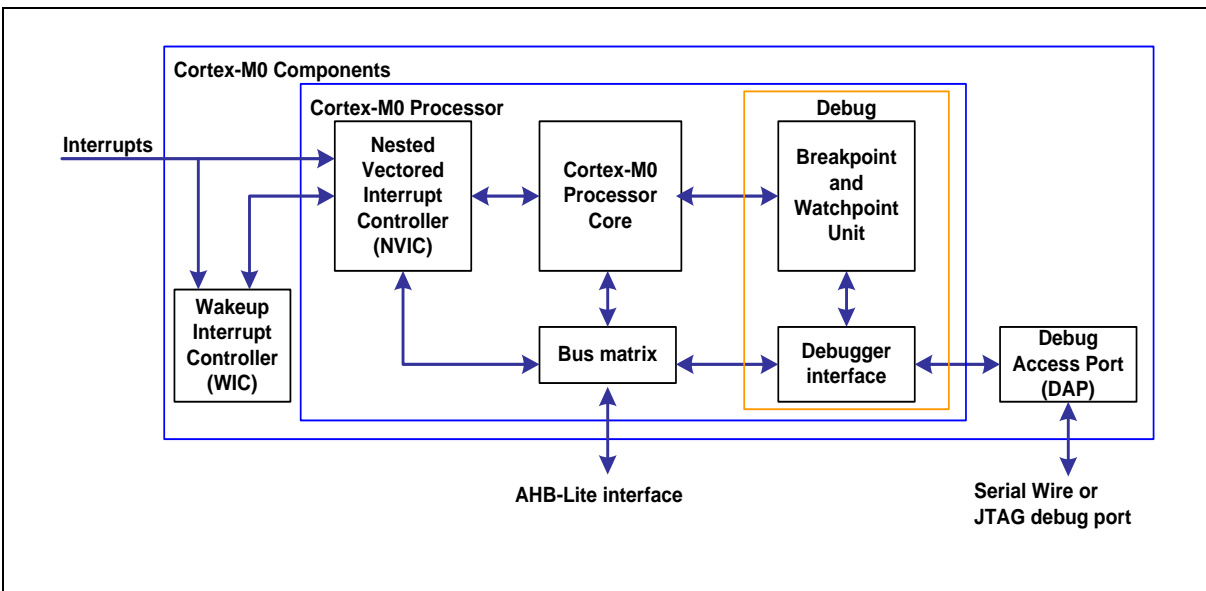 Cortex-M0 Components
Cortex-M0 Processor
Debug
Interrupts
Nested
Vectored
Interrupt
Controller
(NVIC)
Cortex-M0
Processor
Core
Breakpoint
and
Watchpoint
Unit
Wakeup
Interrupt
Controller
(WIC)
Bus matrix
Debugger
interface
Debug
Access Port
(DAP)
AHB-Lite interface
Serial Wire or
JTAG debug port